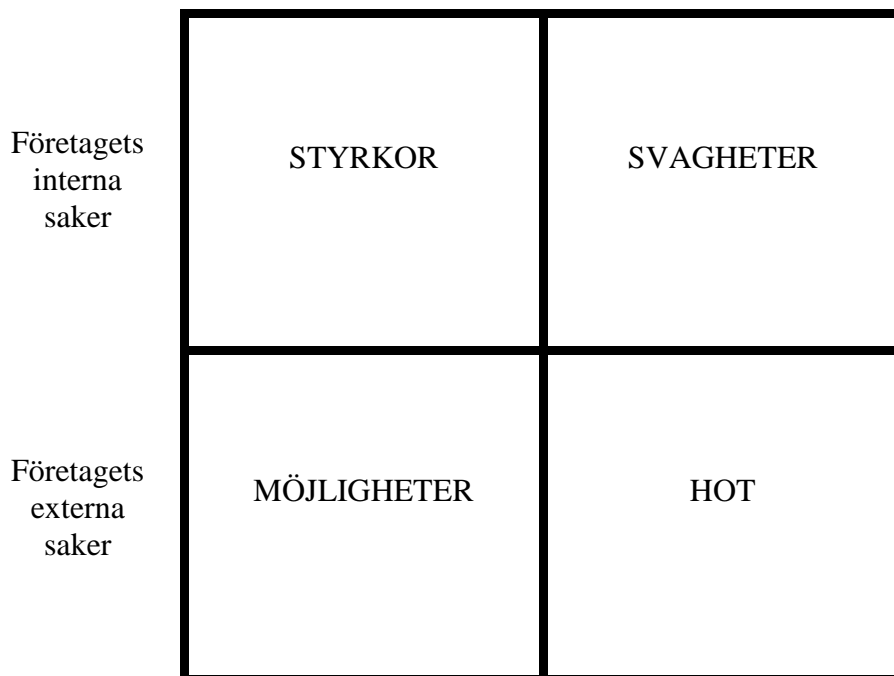 Företagets
interna
saker
STYRKOR
SVAGHETER
Företagets
externa
saker
MÖJLIGHETER
HOT